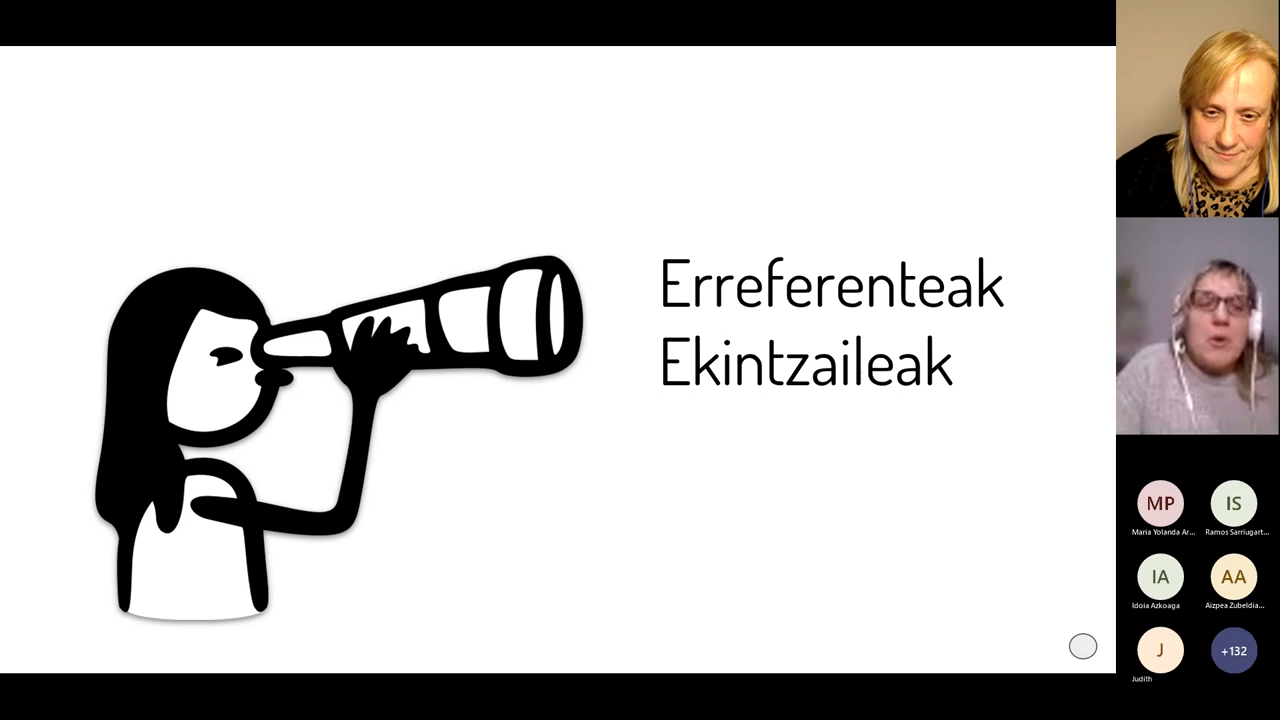 Erreferenteak
Ekintzaileak
MP
IS
Maria Yolanda Ar...
Ramos Sarriugart...
IA
AA
Idoia Azkoaga
Aizpea Zubeldia...
J
+132
Judith